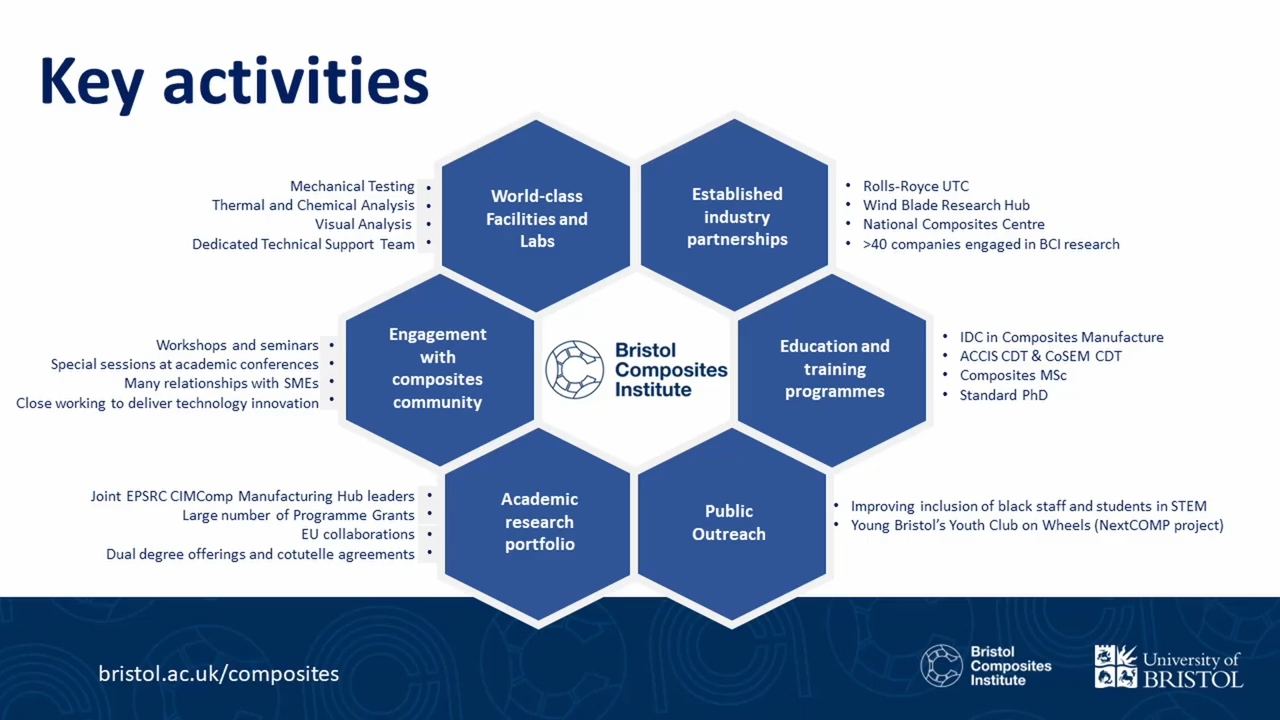 Key activities
World-class
Facilities and
Labs
• Mechanical Testing
• Thermal and Chemical Analysis
• Visual Analysis
• Dedicated Technical Support Team
Established
industry
partnerships
• Rolls-Royce UTC
• Wind Blade Research Hub
• National Composites Centre
• >40 companies engaged in BCI research
Engagement
with
composites
community
• Workshops and seminars
• Special sessions at academic conferences
• Many relationships with SMEs
• Close working to deliver technology innovation
Bristol
Composites
Institute
Education and
training
programmes
• IDC in Composites Manufacture
• ACCIS CDT & CoSEM CDT
• Composites MSc
• Standard PhD
Academic
research
portfolio
• Joint EPSRC CIMComp Manufacturing Hub leaders
• Large number of Programme Grants
• EU collaborations
• Dual degree offerings and cotutelle agreements
Public
Outreach
• Improving inclusion of black staff and students in STEM
• Young Bristol's Youth Club on Wheels (NextCOMP project)
bristol.ac.uk/composites
Bristol
Composites
Institute
University of
BRISTOL